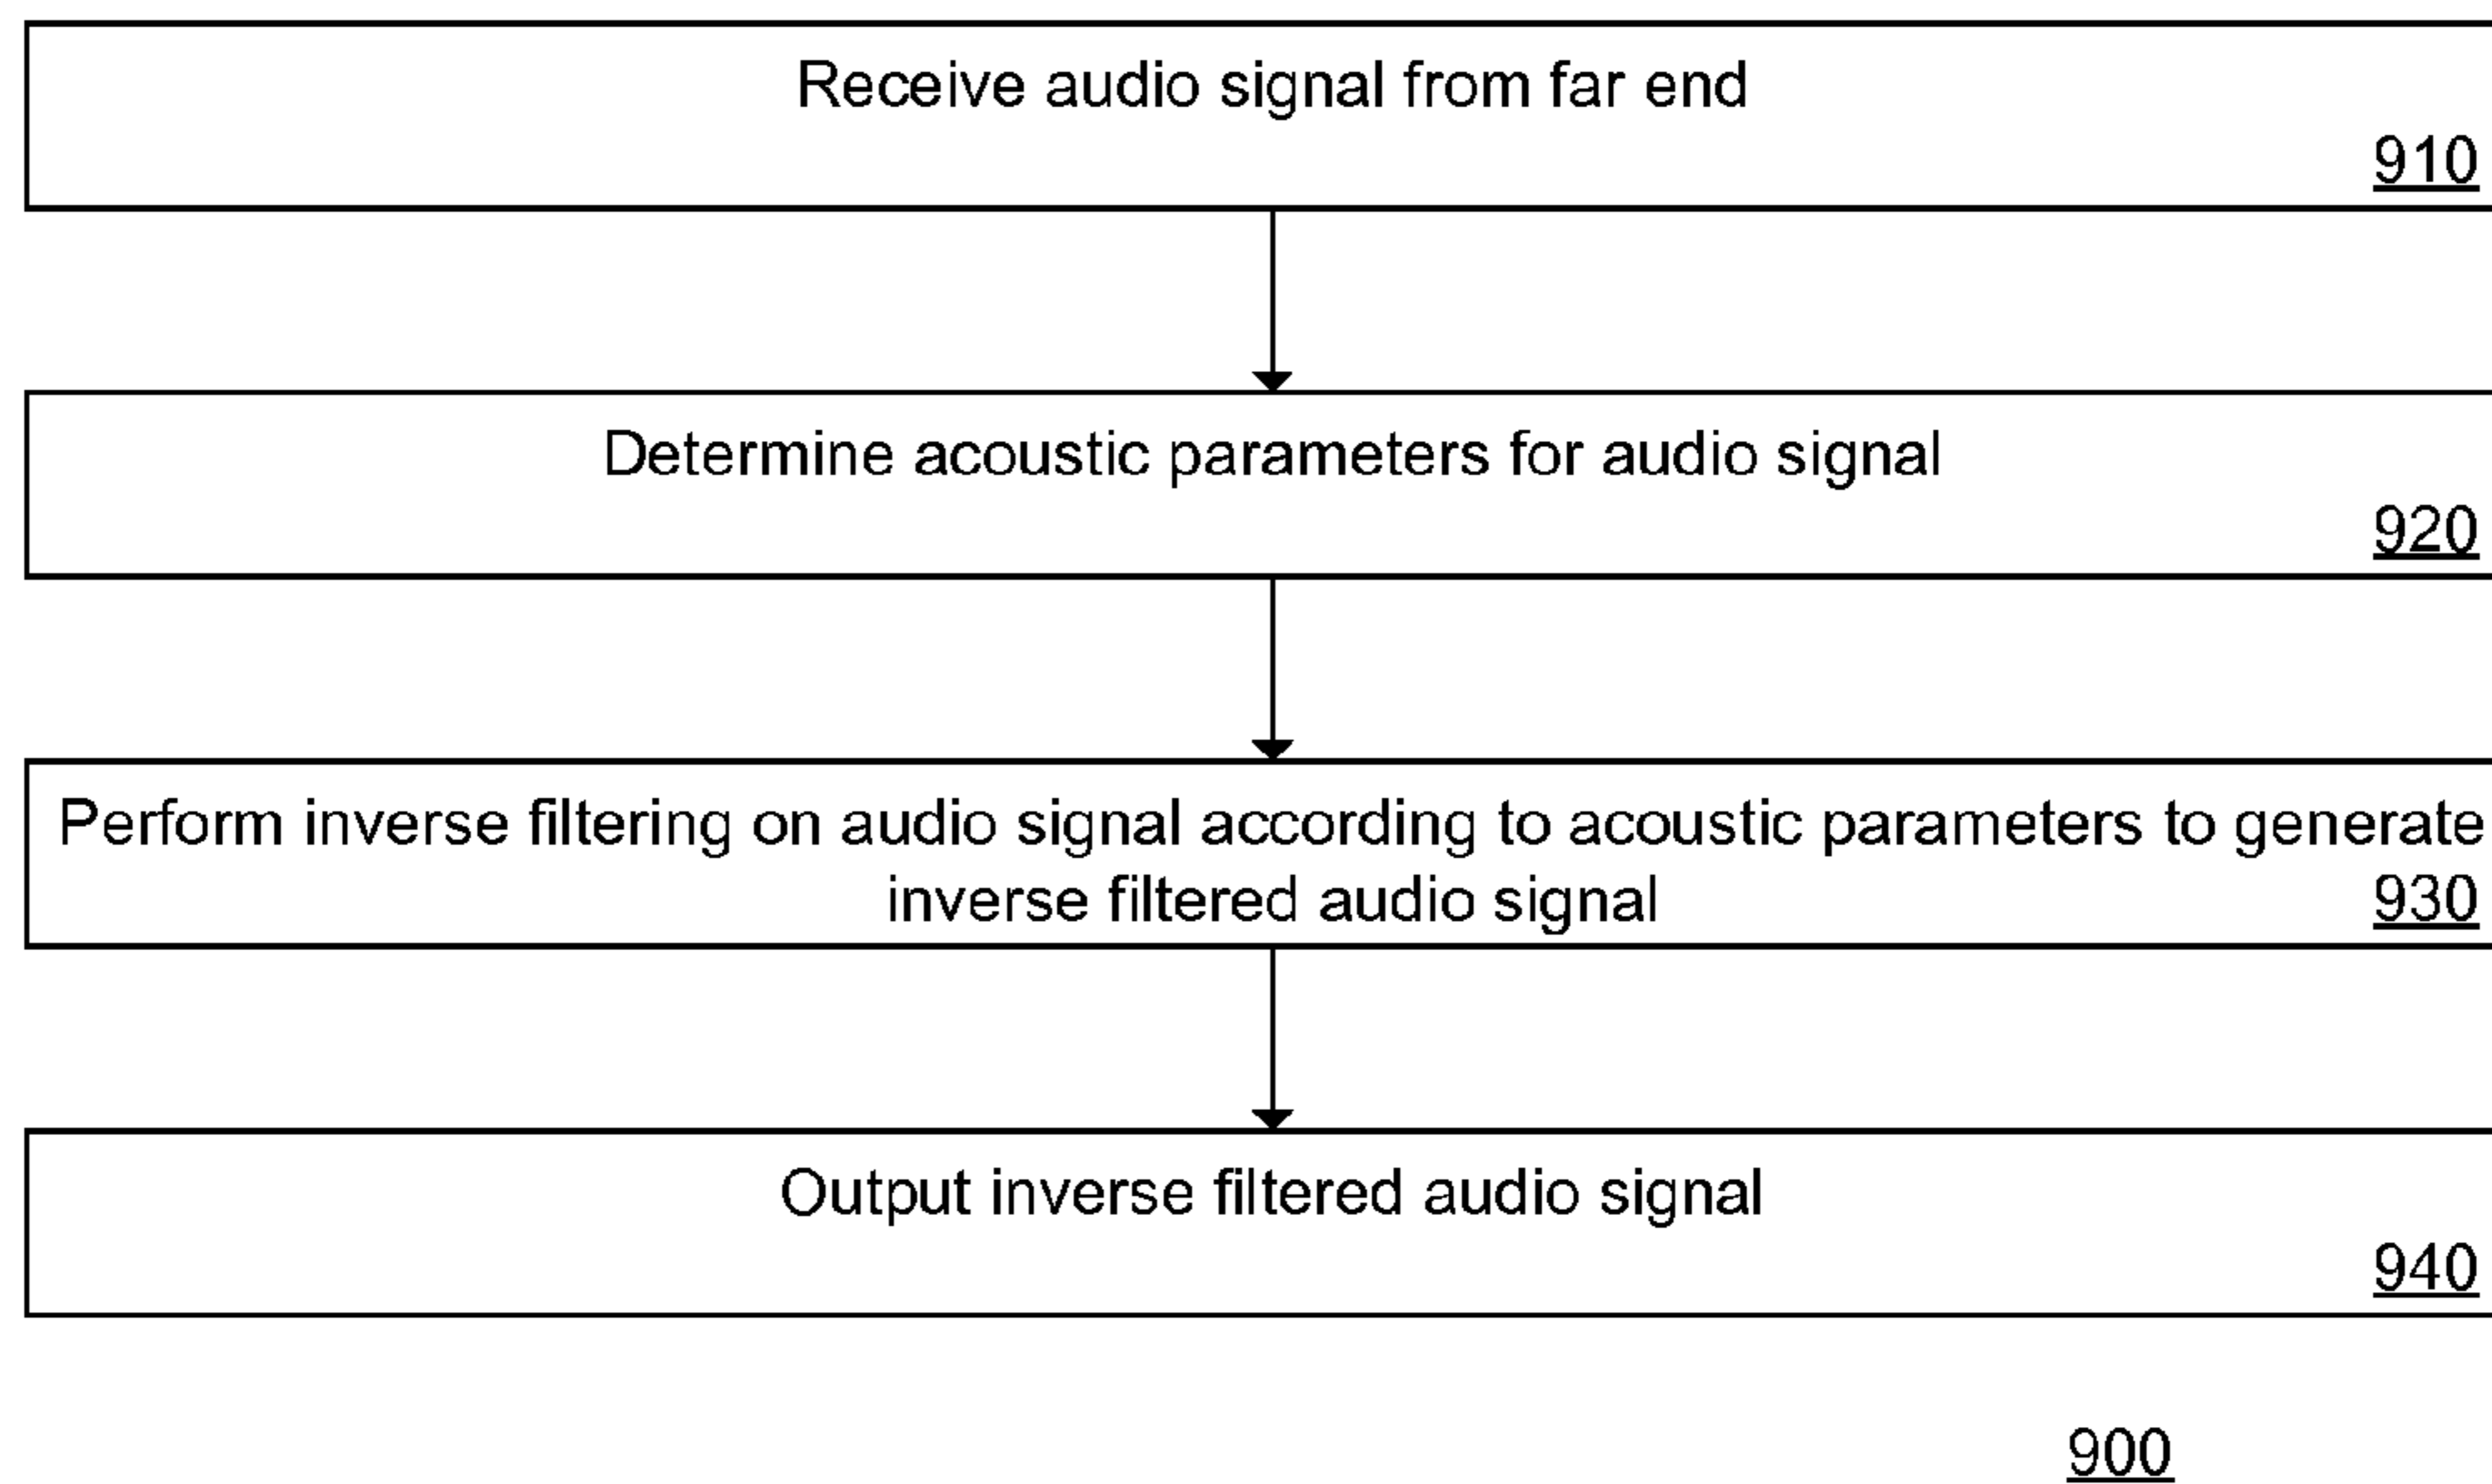 Receive audio signal from far end
910
Determine acoustic parameters for audio signal
920
Perform inverse filtering on audio signal according to acoustic parameters to generate
inverse filtered audio signal
930
Output inverse filtered audio signal
940
900